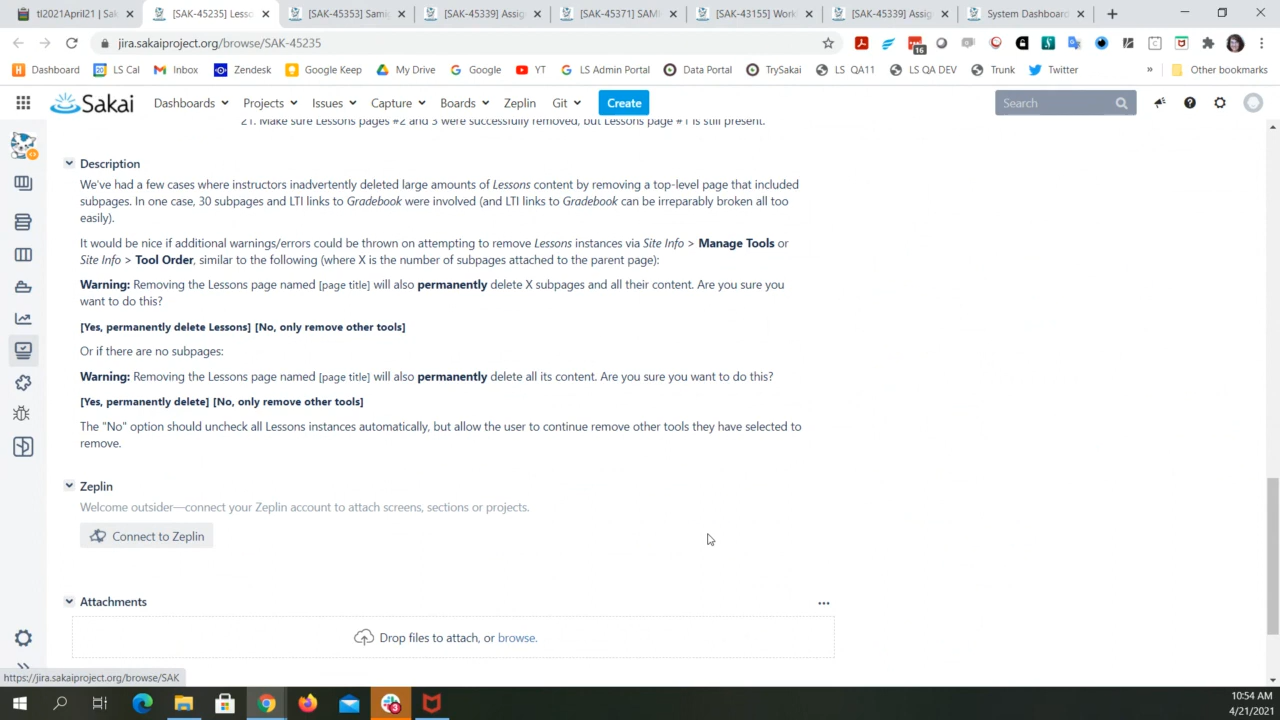 tl2021April21 | Sak
[SAK-45235] Lesso
[SAK-45353] Sami
[SAK-45339] Assig
[SAK-45371] SAM
[SAK-43155] Work
[SAK-45339] Assig
System Dashboard
jira.sakaiproject.org/browse/SAK-45235
16
Dashboard LS Cal Inbox Zendesk Google Keep My Drive Google YT LS Admin Portal Data Portal TrySakai LS QA11 LS QA DEV Trunk Twitter » Other bookmarks
Sakai Dashboards Projects Issues Capture Boards Zeplin Git Create Search
21. Make sure Lessons pages #2 and 3 were successfully removed, but Lessons page #1 is still present.
Description
We've had a few cases where instructors inadvertently deleted large amounts of Lessons content by removing a top-level page that included
subpages. In one case, 30 subpages and LTI links to Gradebook were involved (and LTI links to Gradebook can be irreparably broken all too
easily).
It would be nice if additional warnings/errors could be thrown on attempting to remove Lessons instances via Site Info > Manage Tools or
Site Info > Tool Order, similar to the following (where X is the number of subpages attached to the parent page):
Warning: Removing the Lessons page named [page title] will also permanently delete X subpages and all their content. Are you sure you
want to do this?
[Yes, permanently delete Lessons] [No, only remove other tools]
Or if there are no subpages:
Warning: Removing the Lessons page named [page title] will also permanently delete all its content. Are you sure you want to do this?
[Yes, permanently delete] [No, only remove other tools]
The "No" option should uncheck all Lessons instances automatically, but allow the user to continue remove other tools they have selected to
remove.
Zeplin
Welcome outsider—connect your Zeplin account to attach screens, sections or projects.
Connect to Zeplin
Attachments
Drop files to attach, or browse.
https://jira.sakaiproject.org/browse/SAK
10:54 AM
4/21/2021